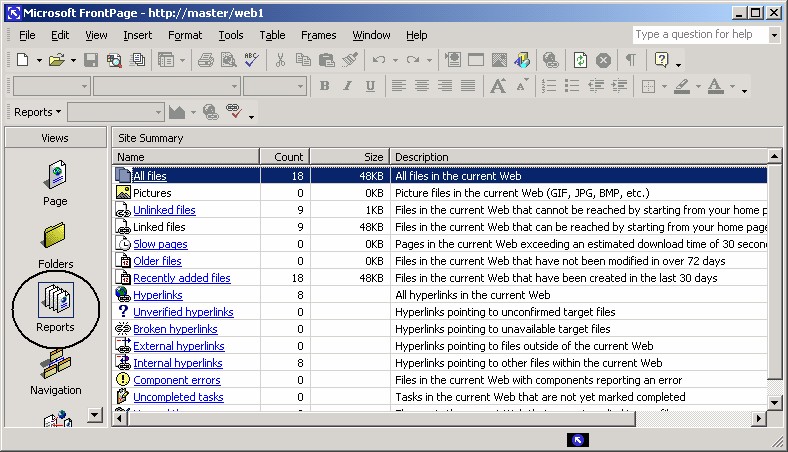 Microsoft FrontPage - http://master/web1
File Edit View Insert Format Tools Table Frames Window Help Type a question for help
B I U A A A
Reports
Views Site Summary
Name Count Size Description
All files 18 48KB All files in the current Web
Pictures 0 0KB Picture files in the current Web (GIF, JPG, BMP, etc.)
Unlinked files 9 1KB Files in the current Web that cannot be reached by starting from your home p
Linked files 9 48KB Files in the current Web that can be reached by starting from your home page
Slow pages 0 0KB Pages in the current Web exceeding an estimated download time of 30 secon
Older files 0 0KB Files in the current Web that have not been modified in over 72 days
Recently added files 18 48KB Files in the current Web that have been created in the last 30 days
Hyperlinks 8 All hyperlinks in the current Web
Unverified hyperlinks 0 Hyperlinks pointing to unconfirmed target files
Broken hyperlinks 0 Hyperlinks pointing to unavailable target files
External hyperlinks 0 Hyperlinks pointing to files outside of the current Web
Internal hyperlinks 8 Hyperlinks pointing to other files within the current Web
Component errors 0 Files in the current Web with components reporting an error
Uncompleted tasks 0 Tasks in the current Web that are not yet marked completed
Page
Folders
Reports
Navigation